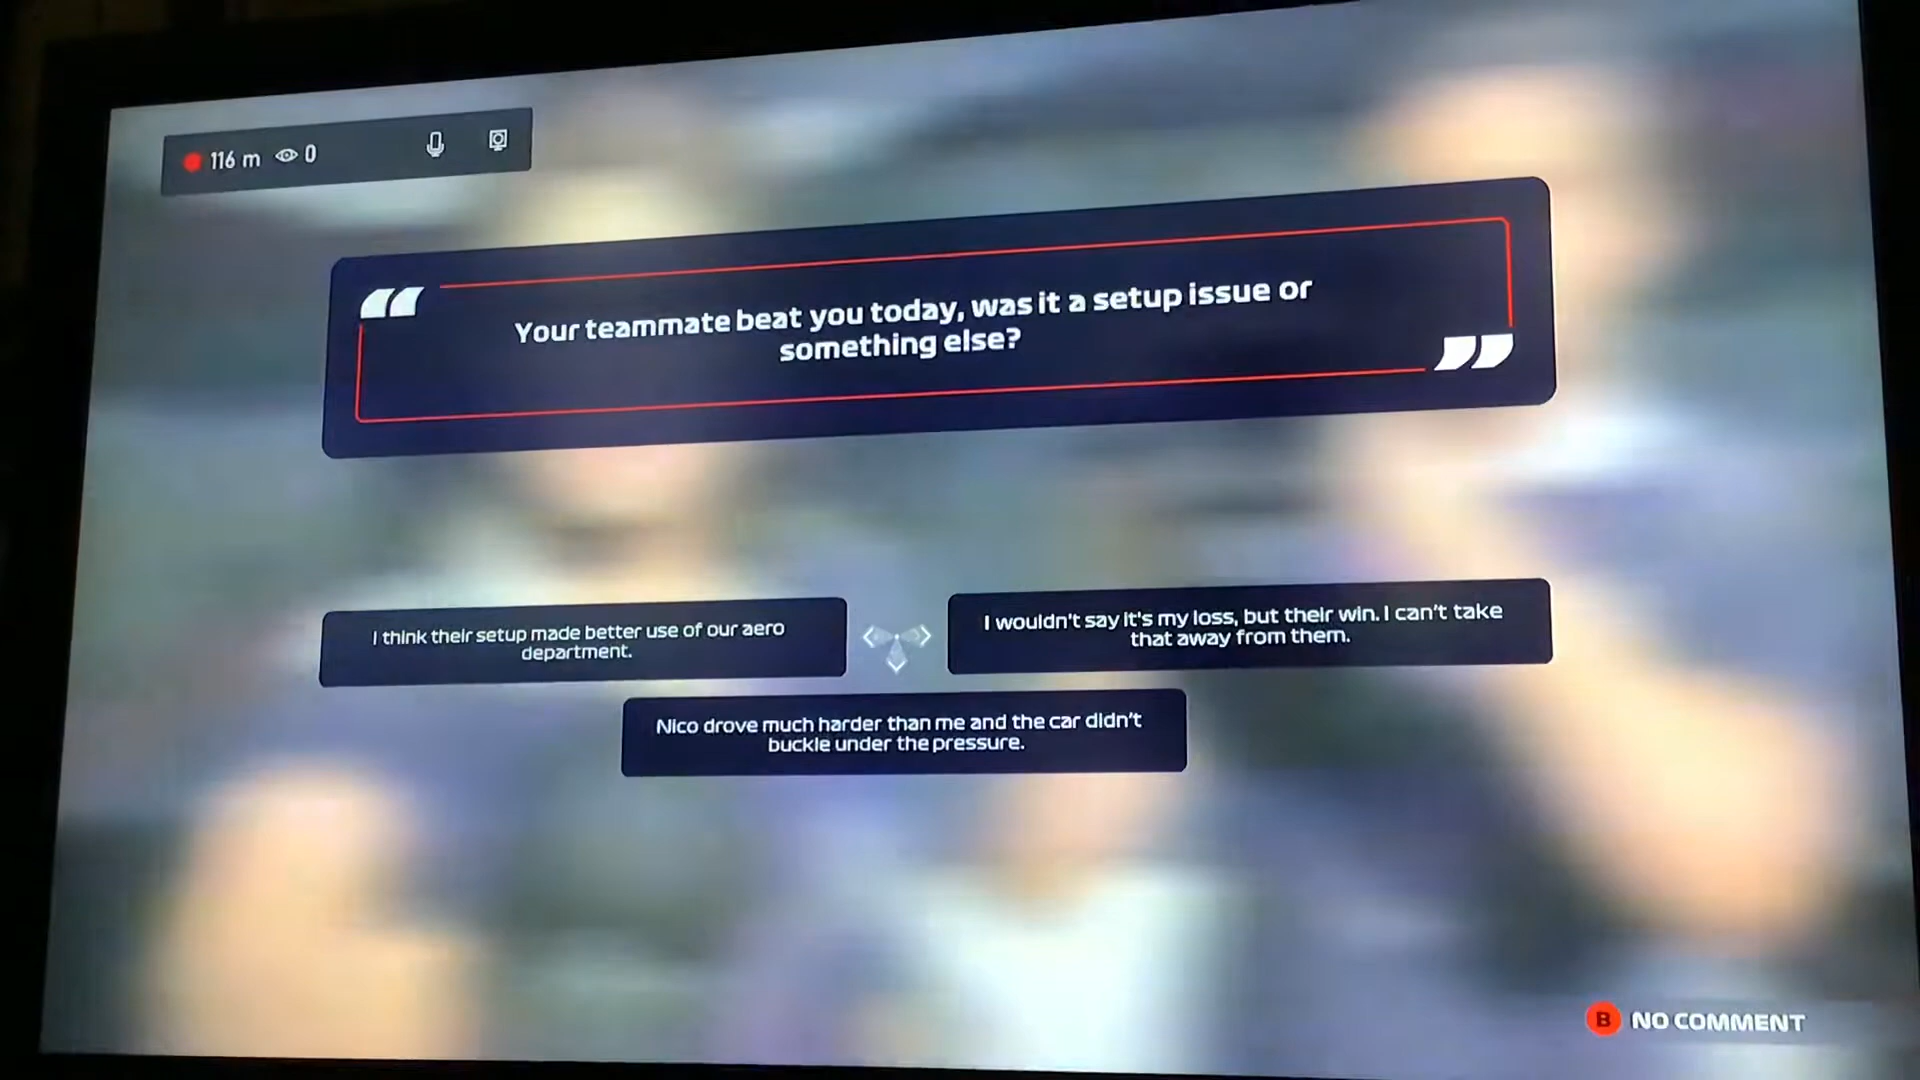 116 m 0
“
Your teammate beat you today, was it a setup issue or
something else?
”
I think their setup made better use of our aero
department.
I wouldn't say it's my loss, but their win. I can't take
that away from them.
Nico drove much harder than me and the car didn't
buckle under the pressure.
B NO COMMENT